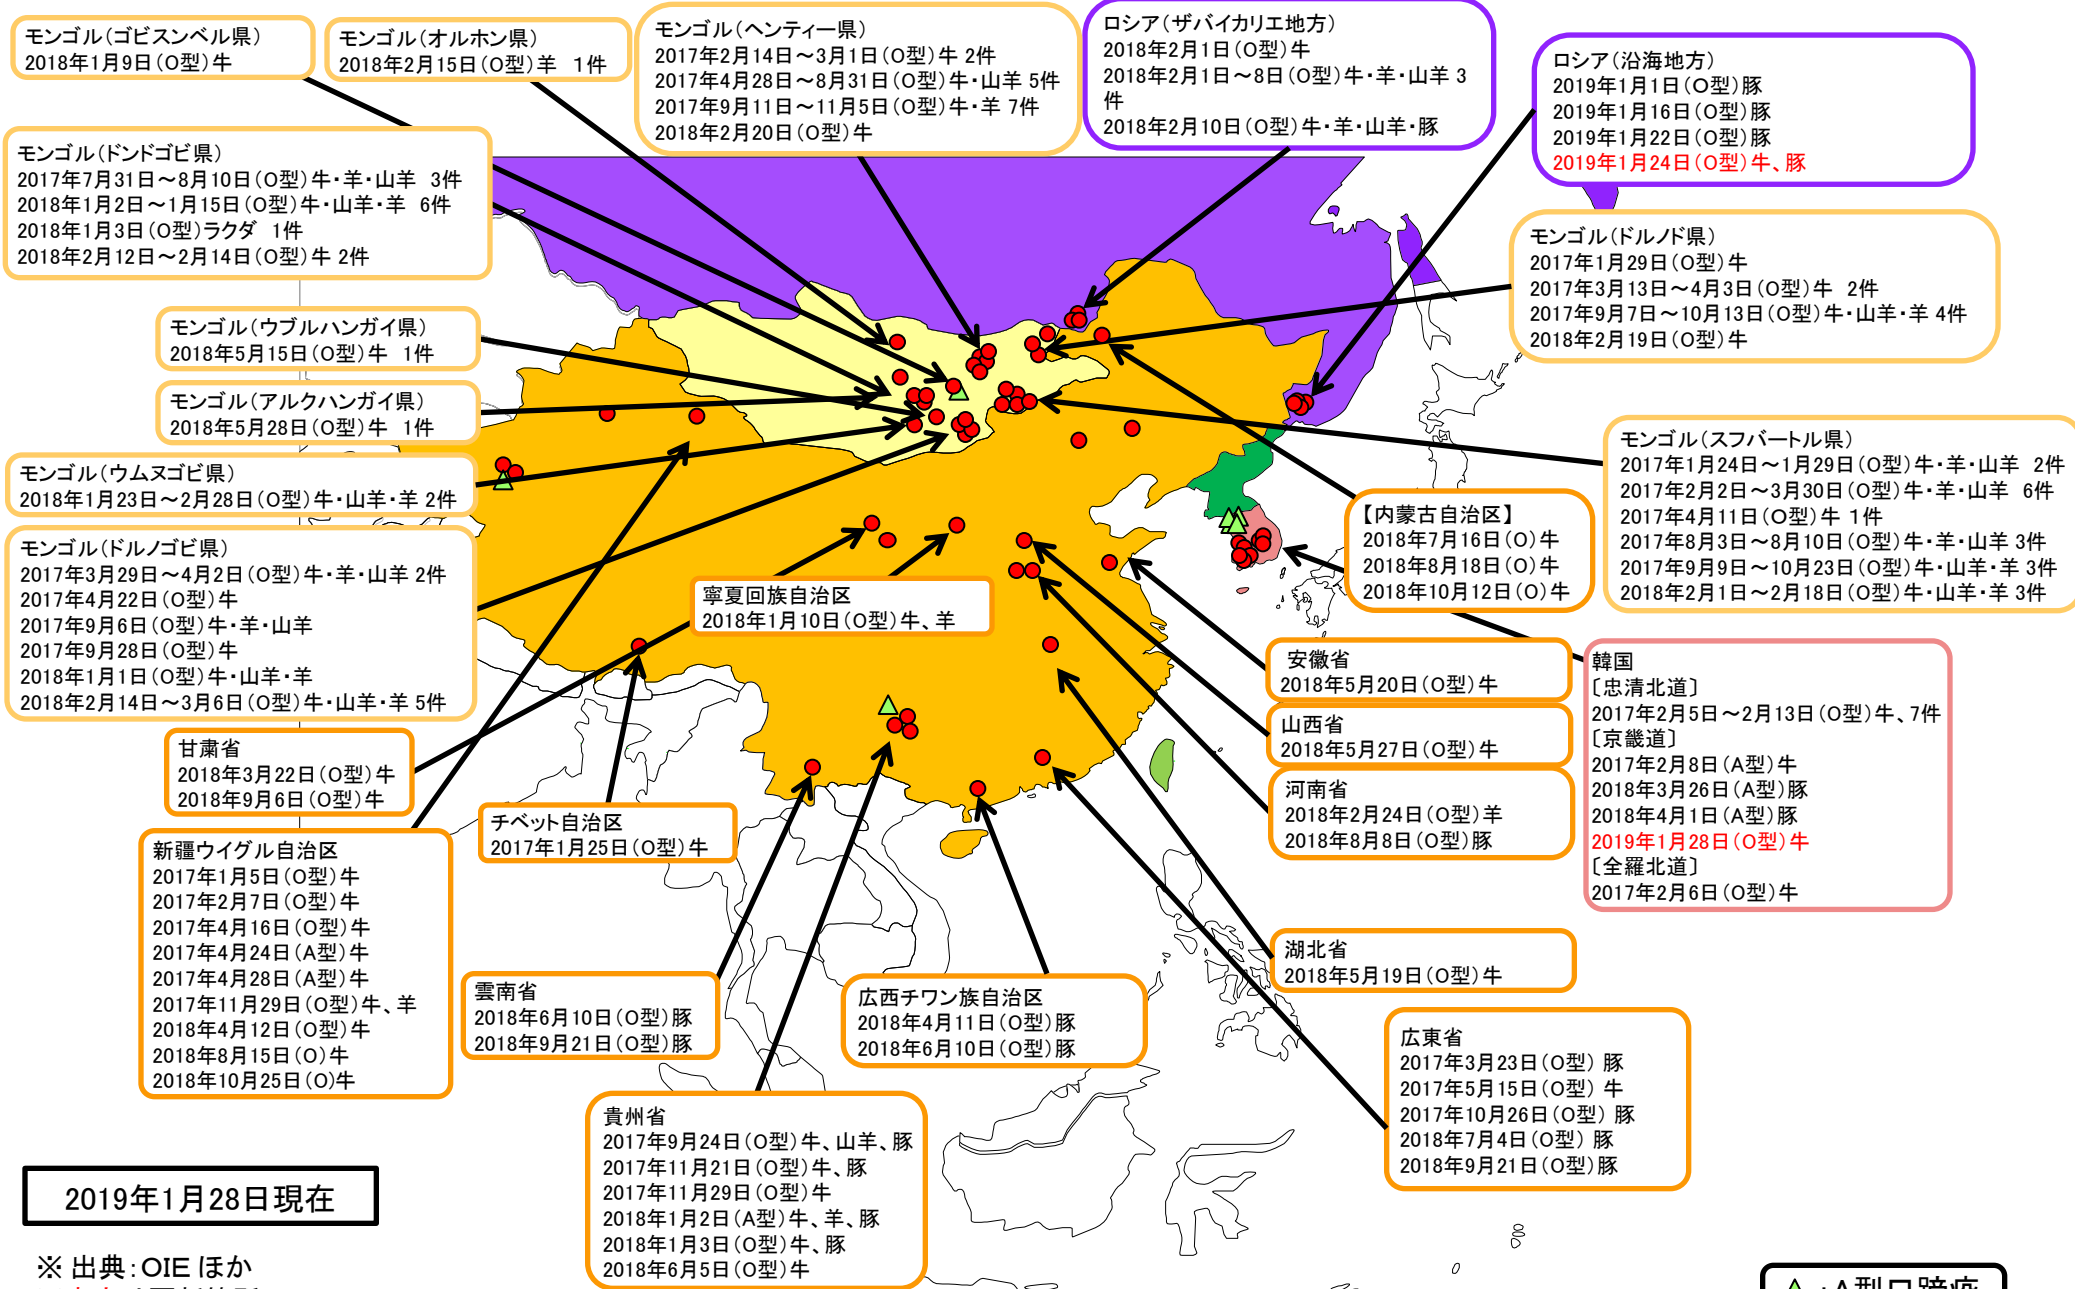 モンゴル(ゴビスンベル県)
2018年1月9日(O型)牛
モンゴル(オルホン県)
2018年2月15日(O型)羊 1件
モンゴル(ヘンティー県)
2017年2月14日～3月1日(O型)牛 2件
2017年4月28日～8月31日(O型)牛・山羊 5件
2017年9月11日～11月5日(O型)牛・羊 7件
2018年2月20日(O型)牛
ロシア(ザバイカリエ地方)
2018年2月1日(O型)牛
2018年2月1日～8日(O型)牛・羊・山羊 3
件
2018年2月10日(O型)牛・羊・山羊・豚
ロシア(沿海地方)
2019年1月1日(O型)豚
2019年1月16日(O型)豚
2019年1月22日(O型)豚
2019年1月24日(O型)牛、豚
モンゴル(ドンドゴビ県)
2017年7月31日～8月10日(O型)牛・羊・山羊 3件
2018年1月2日～1月15日(O型)牛・山羊・羊 6件
2018年1月3日(O型)ラクダ 1件
2018年2月12日～2月14日(O型)牛 2件
モンゴル(ドルノド県)
2017年1月29日(O型)牛
2017年3月13日～4月3日(O型)牛 2件
2017年9月7日～10月13日(O型)牛・山羊・羊 4件
2018年2月19日(O型)牛
モンゴル(ウブルハンガイ県)
2018年5月15日(O型)牛 1件
モンゴル(アルクハンガイ県)
2018年5月28日(O型)牛 1件
モンゴル(ウムヌゴビ県)
2018年1月23日～2月28日(O型)牛・山羊・羊 2件
モンゴル(スフバートル県)
2017年1月24日～1月29日(O型)牛・羊・山羊 2件
2017年2月2日～3月30日(O型)牛・羊・山羊 6件
2017年4月11日(O型)牛 1件
2017年8月3日～8月10日(O型)牛・羊・山羊 3件
2017年9月9日～10月23日(O型)牛・山羊・羊 3件
2018年2月1日～2月18日(O型)牛・山羊・羊 3件
【内蒙古自治区】
2018年7月16日(O)牛
2018年8月18日(O)牛
2018年10月12日(O)牛
モンゴル(ドルノゴビ県)
2017年3月29日～4月2日(O型)牛・羊・山羊 2件
2017年4月22日(O型)牛
2017年9月6日(O型)牛・羊・山羊
2017年9月28日(O型)牛
2018年1月1日(O型)牛・山羊・羊
2018年2月14日～3月6日(O型)牛・山羊・羊 5件
寧夏回族自治区
2018年1月10日(O型)牛、羊
安徽省
2018年5月20日(O型)牛
山西省
2018年5月27日(O型)牛
河南省
2018年2月24日(O型)羊
2018年8月8日(O型)豚
韓国
〔忠清北道〕
2017年2月5日～2月13日(O型)牛、7件
〔京畿道〕
2017年2月8日(A型)牛
2018年3月26日(A型)豚
2018年4月1日(A型)豚
2019年1月28日(O型)牛
〔全羅北道〕
2017年2月6日(O型)牛
甘粛省
2018年3月22日(O型)牛
2018年9月6日(O型)牛
チベット自治区
2017年1月25日(O型)牛
新疆ウイグル自治区
2017年1月5日(O型)牛
2017年2月7日(O型)牛
2017年4月16日(O型)牛
2017年4月24日(A型)牛
2017年4月28日(A型)牛
2017年11月29日(O型)牛、羊
2018年4月12日(O型)牛
2018年8月15日(O)牛
2018年10月25日(O)牛
雲南省
2018年6月10日(O型)豚
2018年9月21日(O型)豚
広西チワン族自治区
2018年4月11日(O型)豚
2018年6月10日(O型)豚
湖北省
2018年5月19日(O型)牛
広東省
2017年3月23日(O型) 豚
2017年5月15日(O型) 牛
2017年10月26日(O型) 豚
2018年7月4日(O型) 豚
2018年9月21日(O型)豚
貴州省
2017年9月24日(O型)牛、山羊、豚
2017年11月21日(O型)牛、豚
2017年11月29日(O型)牛
2018年1月2日(A型)牛、羊、豚
2018年1月3日(O型)牛、豚
2018年6月5日(O型)牛
2019年1月28日現在
※ 出典：OIE ほか
：A型口蹄疫